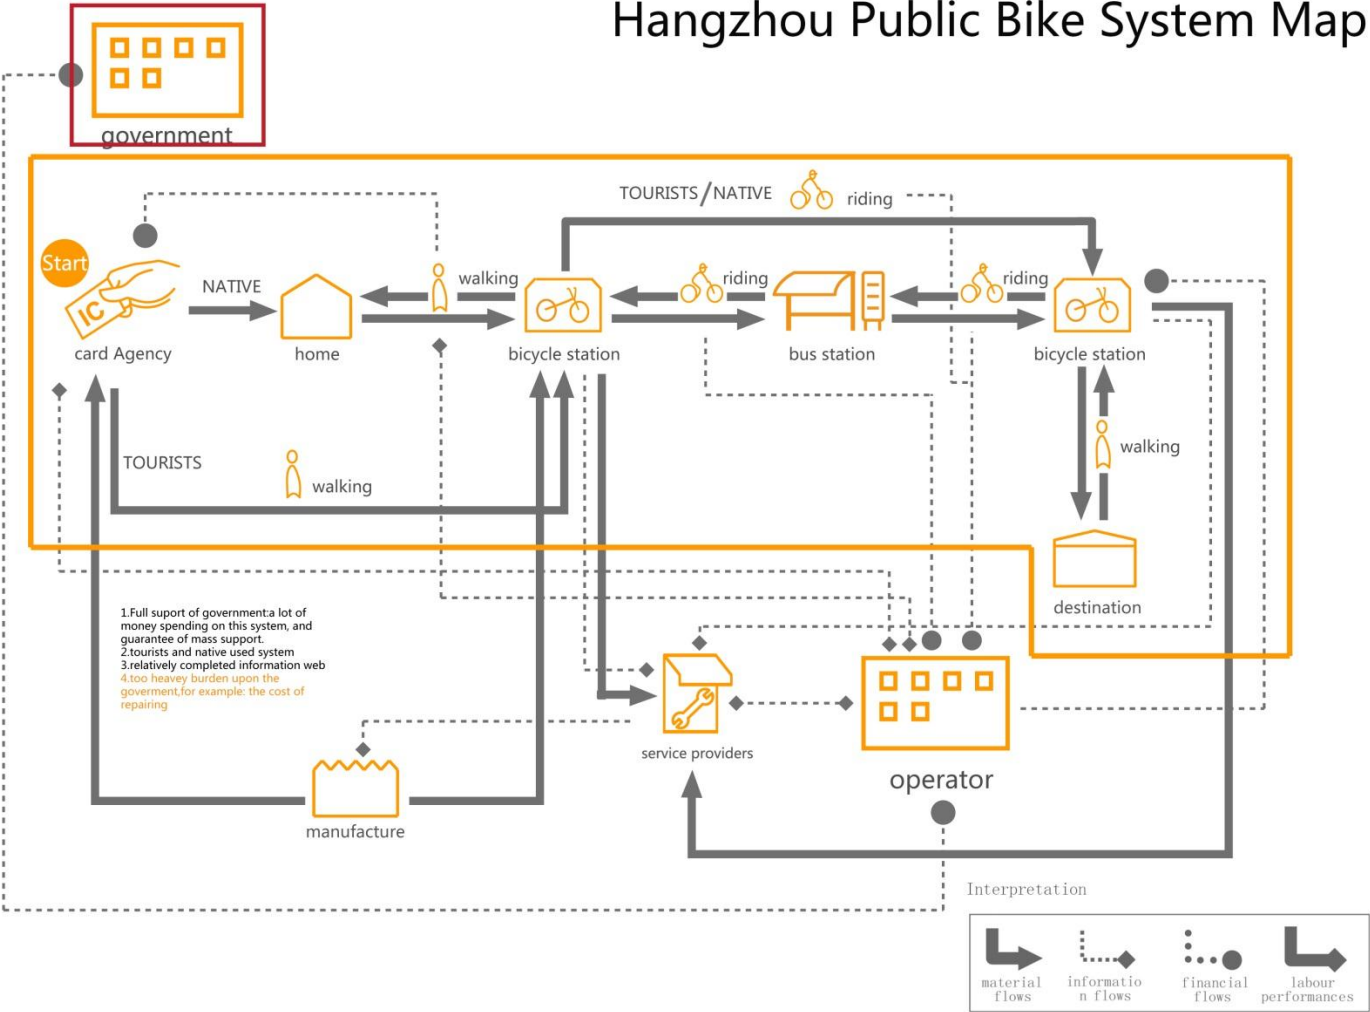 Hangzhou Public Bike System Map
government
TOURISTS/NATIVE
riding
Start
IC
NATIVE
walking
riding
riding
card Agency
home
bicycle station
bus station
bicycle station
TOURISTS
walking
walking
destination
1.Full suport of government:a lot of
money spending on this system, and
guarantee of mass support.
2.tourists and native used system
3.relatively completed information web
4.too heavey burden upon the
goverment,for example: the cost of
repairing
service providers
operator
manufacture
Interpretation
material
flows
informatio
n flows
financial
flows
labour
performances